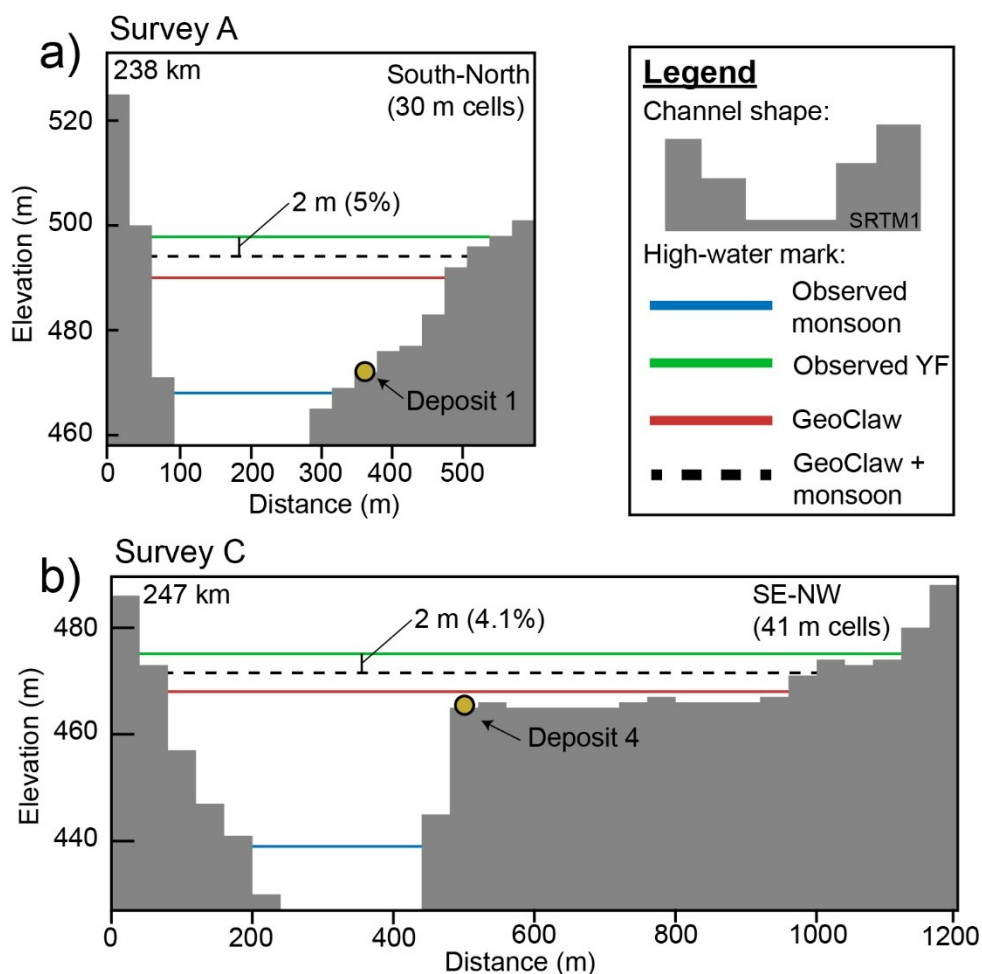 Survey A
a)
238 km
South-North
(30 m cells)
520
500
480
460
Elevation (m)
2 m (5%)
Deposit 1
0 100 200 300 400 500
Distance (m)
Legend
Channel shape:
SRTM1
High-water mark:
Observed
monsoon
Observed YF
GeoClaw
GeoClaw +
monsoon
Survey C
b)
247 km
SE-NW
(41 m cells)
480
460
440
Elevation (m)
2 m (4.1%)
Deposit 4
0 200 400 600 800 1000 1200
Distance (m)